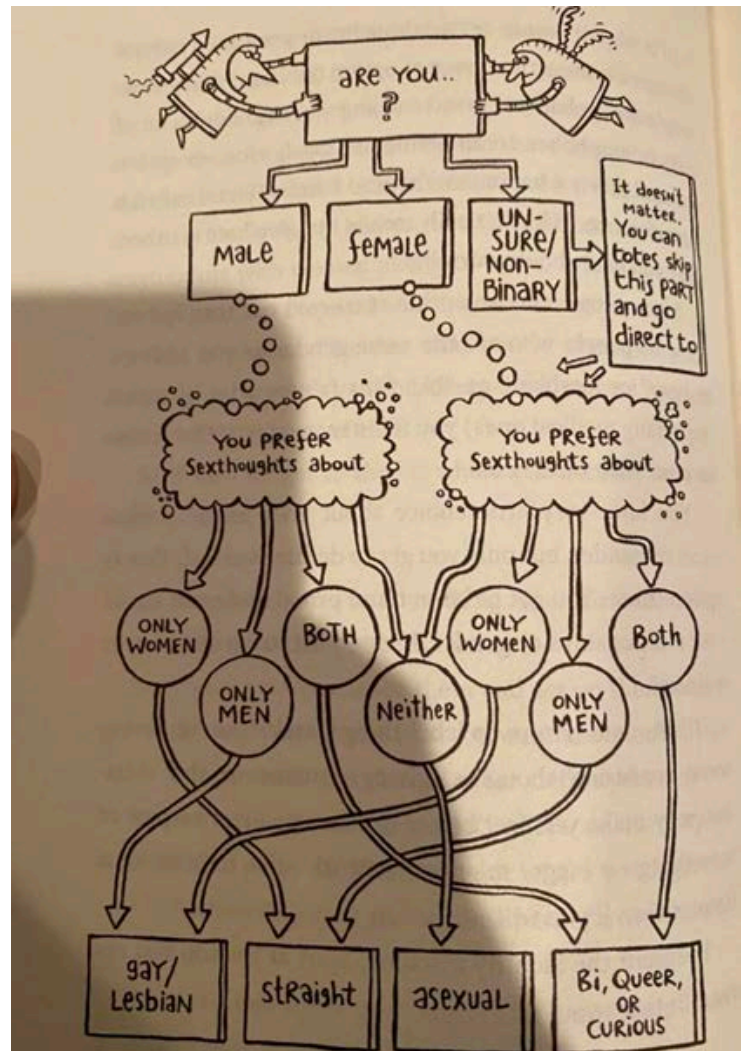 aRE YOU..
?
MaLE
femaLE
UN-
SURE/
NoN-
BINARY
It doesn't
matter.
You can
totes skip
this paRT
and go
diRECt to
YOU PREfER
Sexthoughts about
YOU PREfER
Sexthoughts about
ONLY
WoMEN
ONLY
MEN
BoTH
NeitheR
ONLY
WOMEN
ONLY
MEN
Both
gay/
LesbiaN
stRaight
asexuaL
Bi, QueeR,
OR
CURIOUS